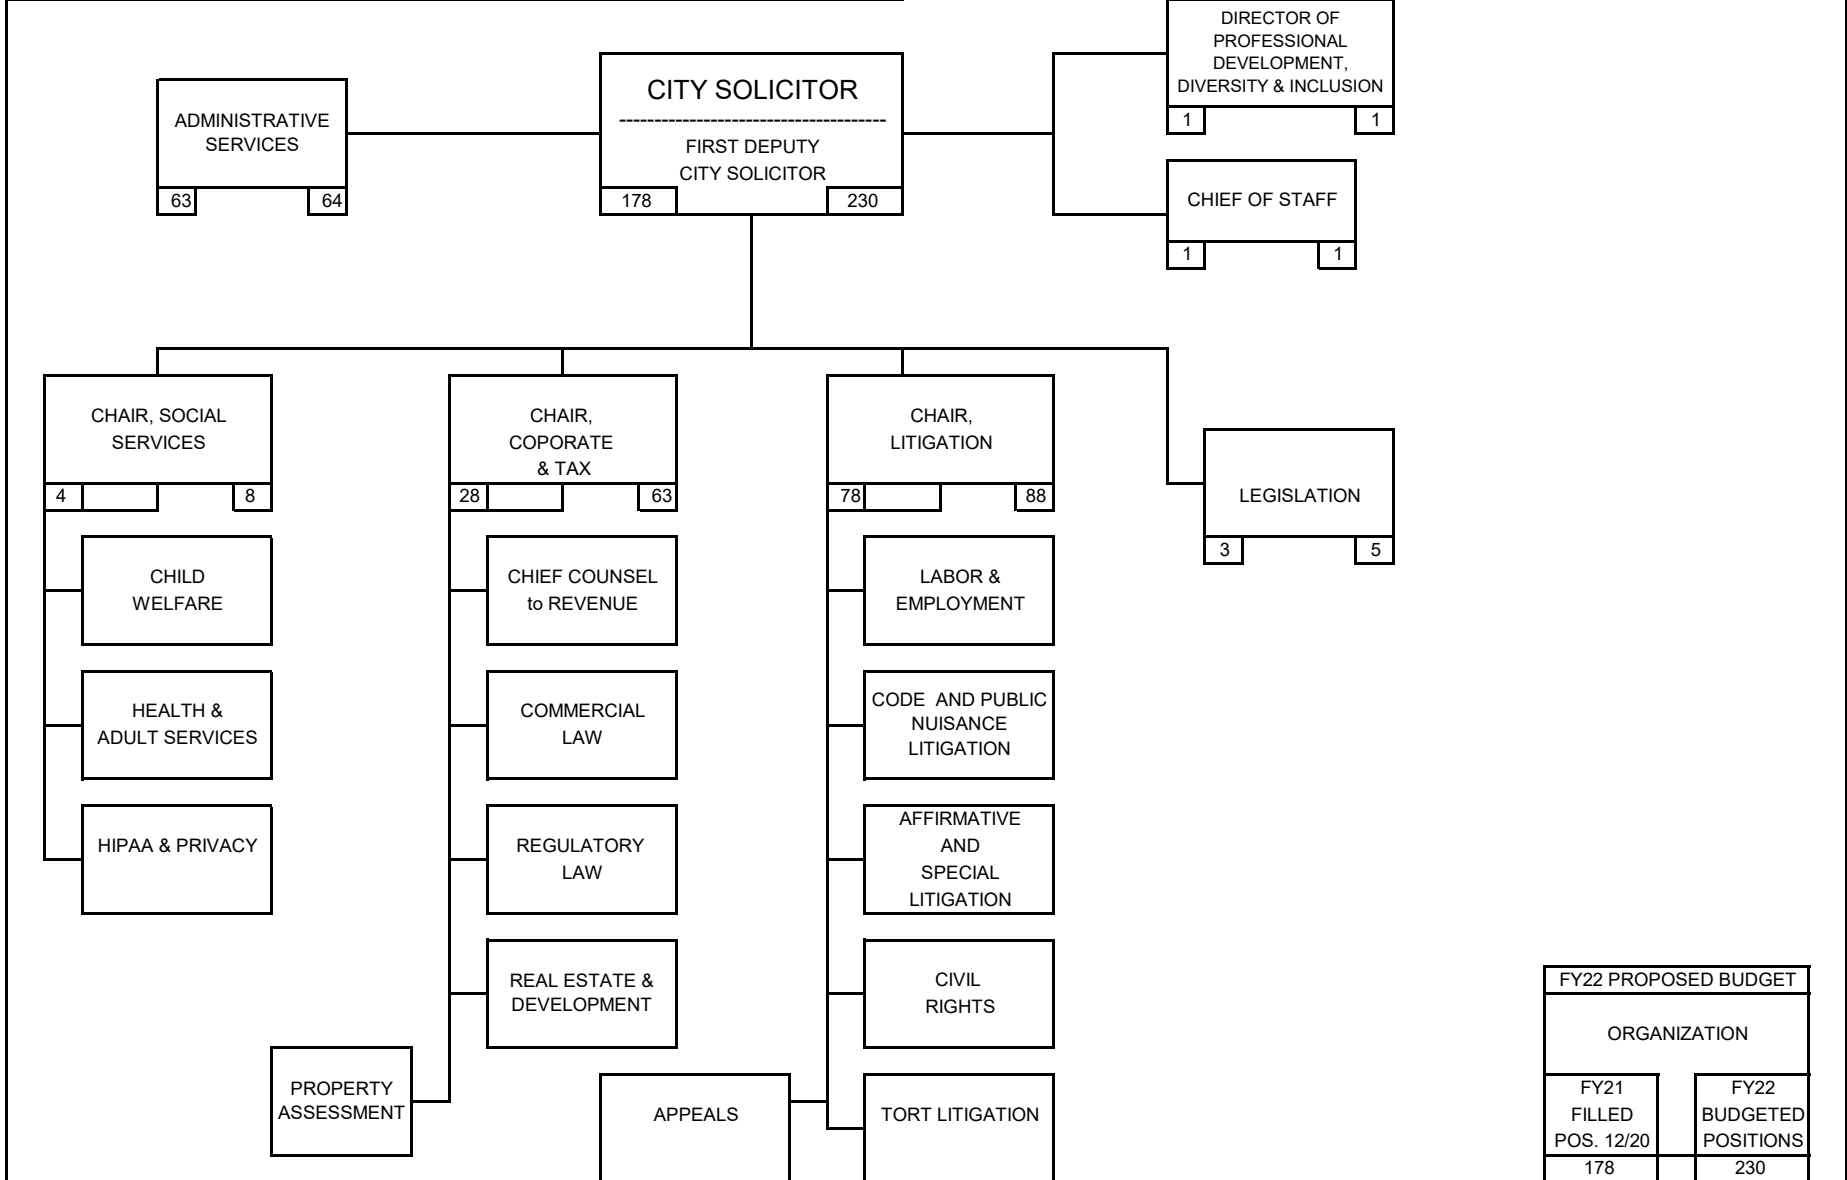 DIRECTOR OF
PROFESSIONAL
DEVELOPMENT,
DIVERSITY & INCLUSION
1 1
CITY SOLICITOR
--------------------------------------
FIRST DEPUTY
CITY SOLICITOR
178 230
ADMINISTRATIVE
SERVICES
63 64
CHIEF OF STAFF
1 1
CHAIR, SOCIAL
SERVICES
4 8
CHILD
WELFARE
HEALTH &
ADULT SERVICES
HIPAA & PRIVACY
CHAIR,
COPORATE
& TAX
28 63
CHIEF COUNSEL
to REVENUE
COMMERCIAL
LAW
REGULATORY
LAW
REAL ESTATE &
DEVELOPMENT
PROPERTY
ASSESSMENT
CHAIR,
LITIGATION
78 88
LABOR &
EMPLOYMENT
CODE  AND PUBLIC
NUISANCE
LITIGATION
AFFIRMATIVE
AND
SPECIAL
LITIGATION
CIVIL
RIGHTS
APPEALS
TORT LITIGATION
LEGISLATION
3 5
FY22 PROPOSED BUDGET
ORGANIZATION
FY21
FILLED
POS. 12/20
178
FY22
BUDGETED
POSITIONS
230